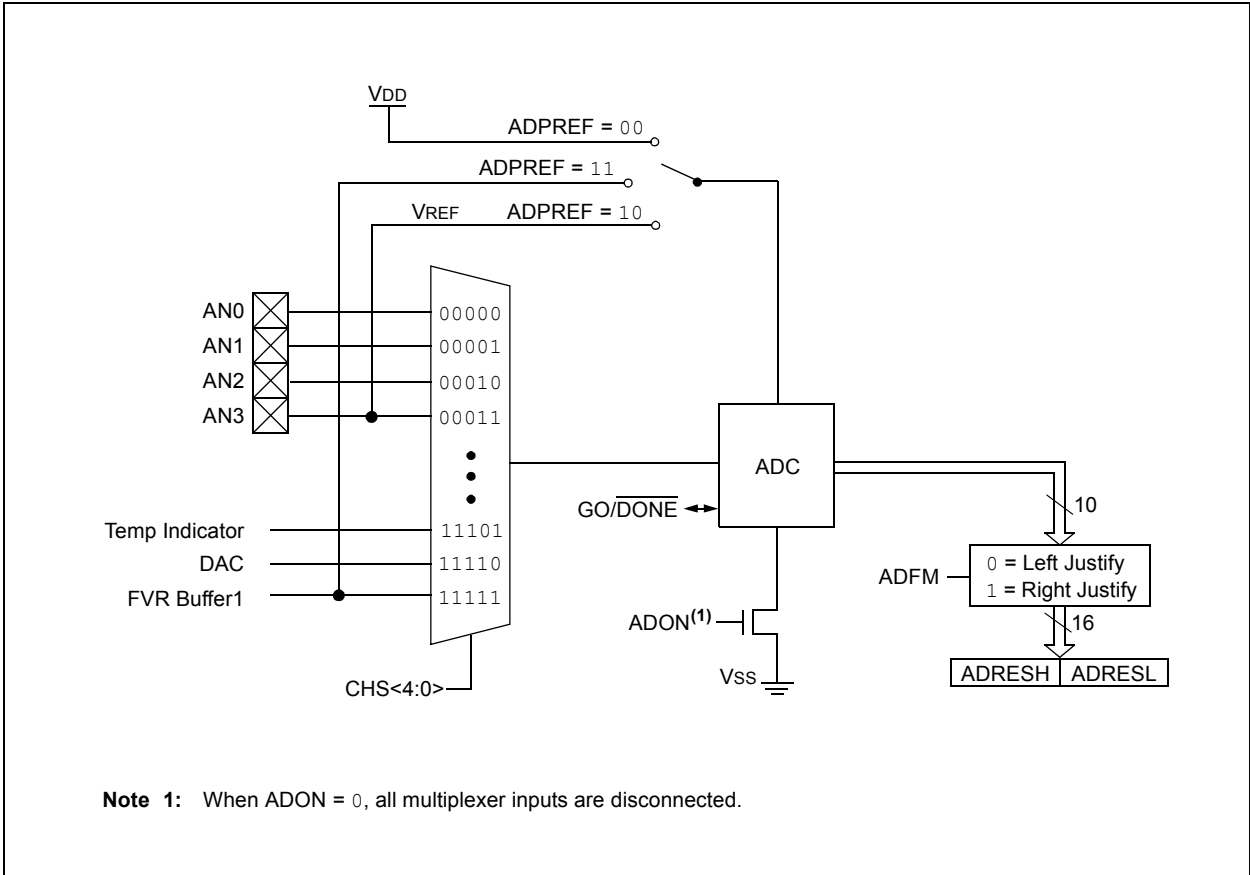 VDD
ADPREF = 00
ADPREF = 11
VREF ADPREF = 10
AN0
AN1
AN2
AN3
00000
00001
00010
00011
Temp Indicator
DAC
FVR Buffer1
11101
11110
11111
CHS<4:0>
ADC
GO/DONE
ADON(1)
VSS
10
ADFM
0 = Left Justify
1 = Right Justify
16
ADRESH ADRESL
Note 1: When ADON = 0, all multiplexer inputs are disconnected.